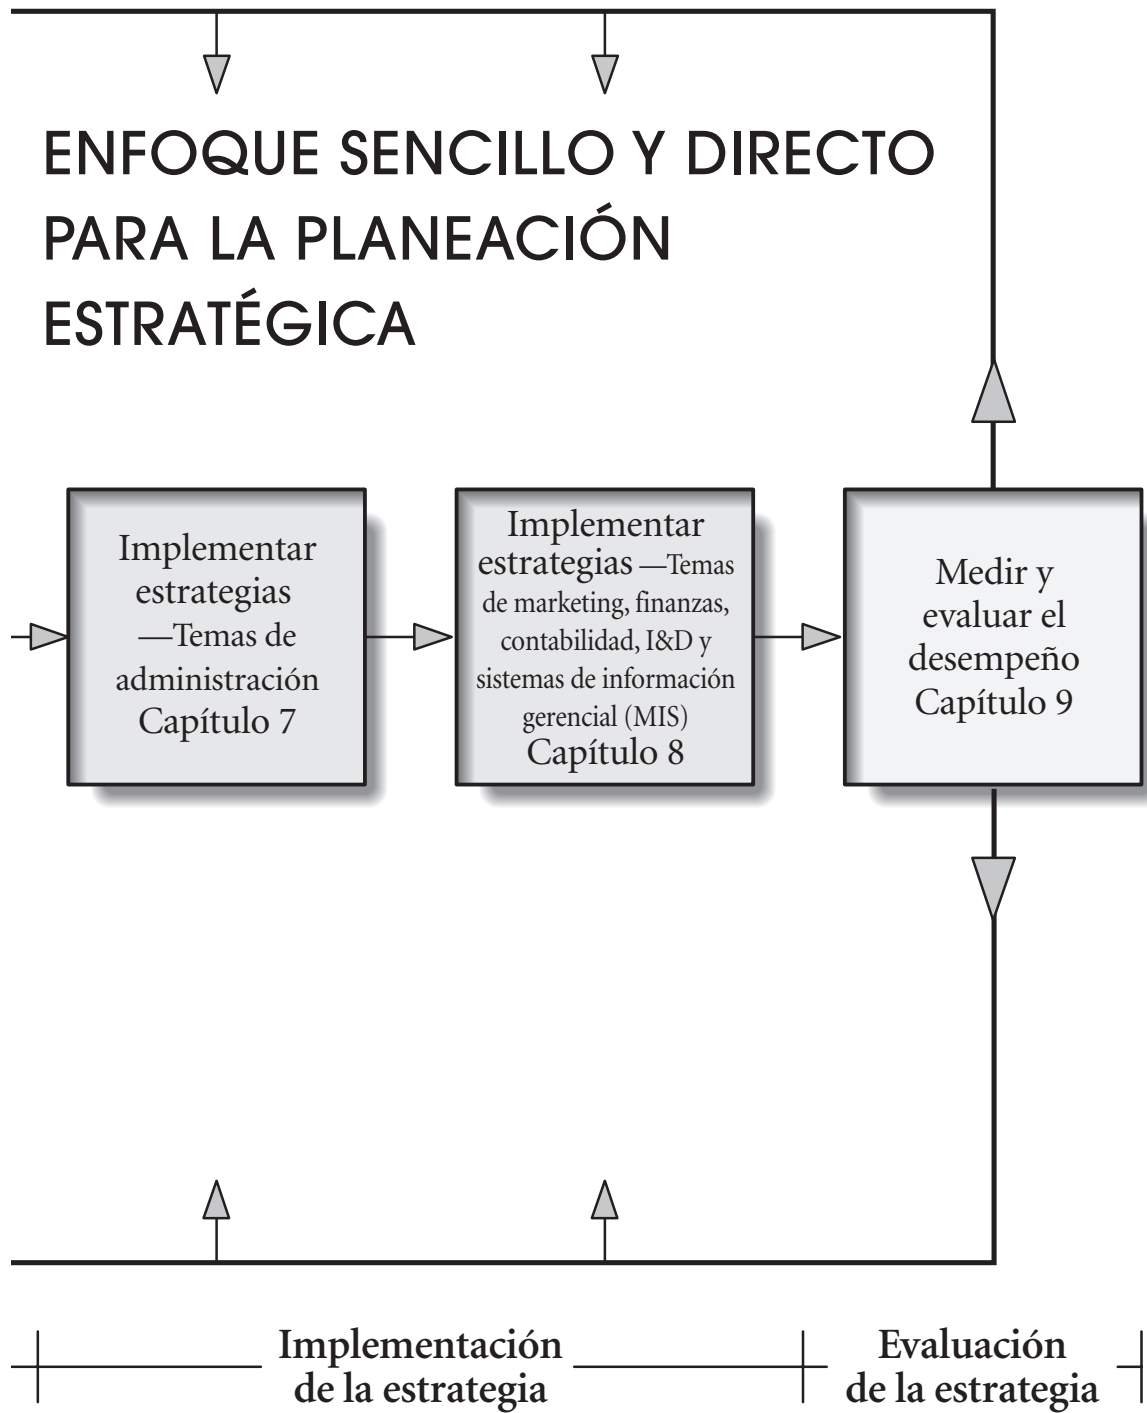 ENFOQUE SENCILLO Y DIRECTO
PARA LA PLANEACIÓN
ESTRATÉGICA
Implementar
estrategias
—Temas de
administración
Capítulo 7
Implementar
estrategias —Temas
de marketing, finanzas,
contabilidad, I&D y
sistemas de información
gerencial (MIS)
Capítulo 8
Medir y
evaluar el
desempeño
Capítulo 9
Implementación
de la estrategia
Evaluación
de la estrategia